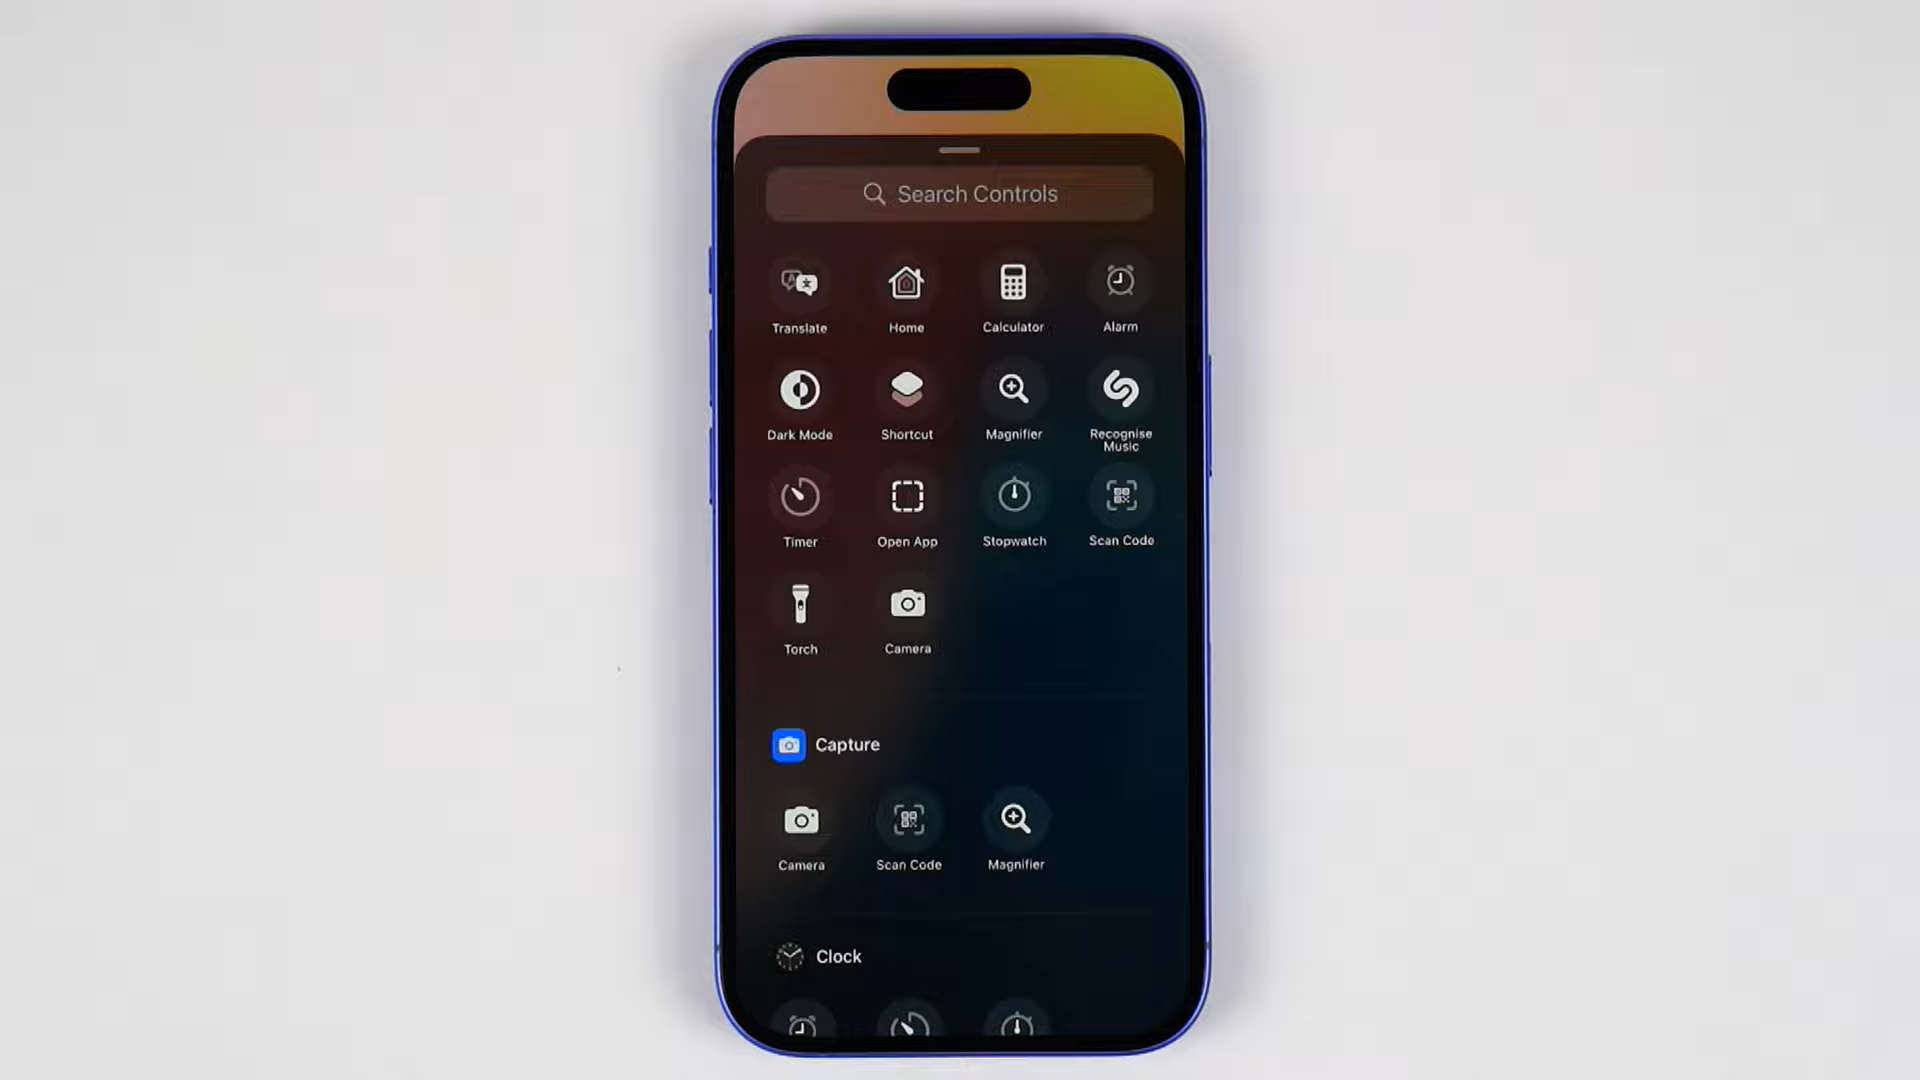 Search Controls
Translate
Home
Calculator
Alarm
Dark Mode
Shortcut
Magnifier
Recognise
Music
Timer
Open App
Stopwatch
Scan Code
Torch
Camera
Capture
Camera
Scan Code
Magnifier
Clock